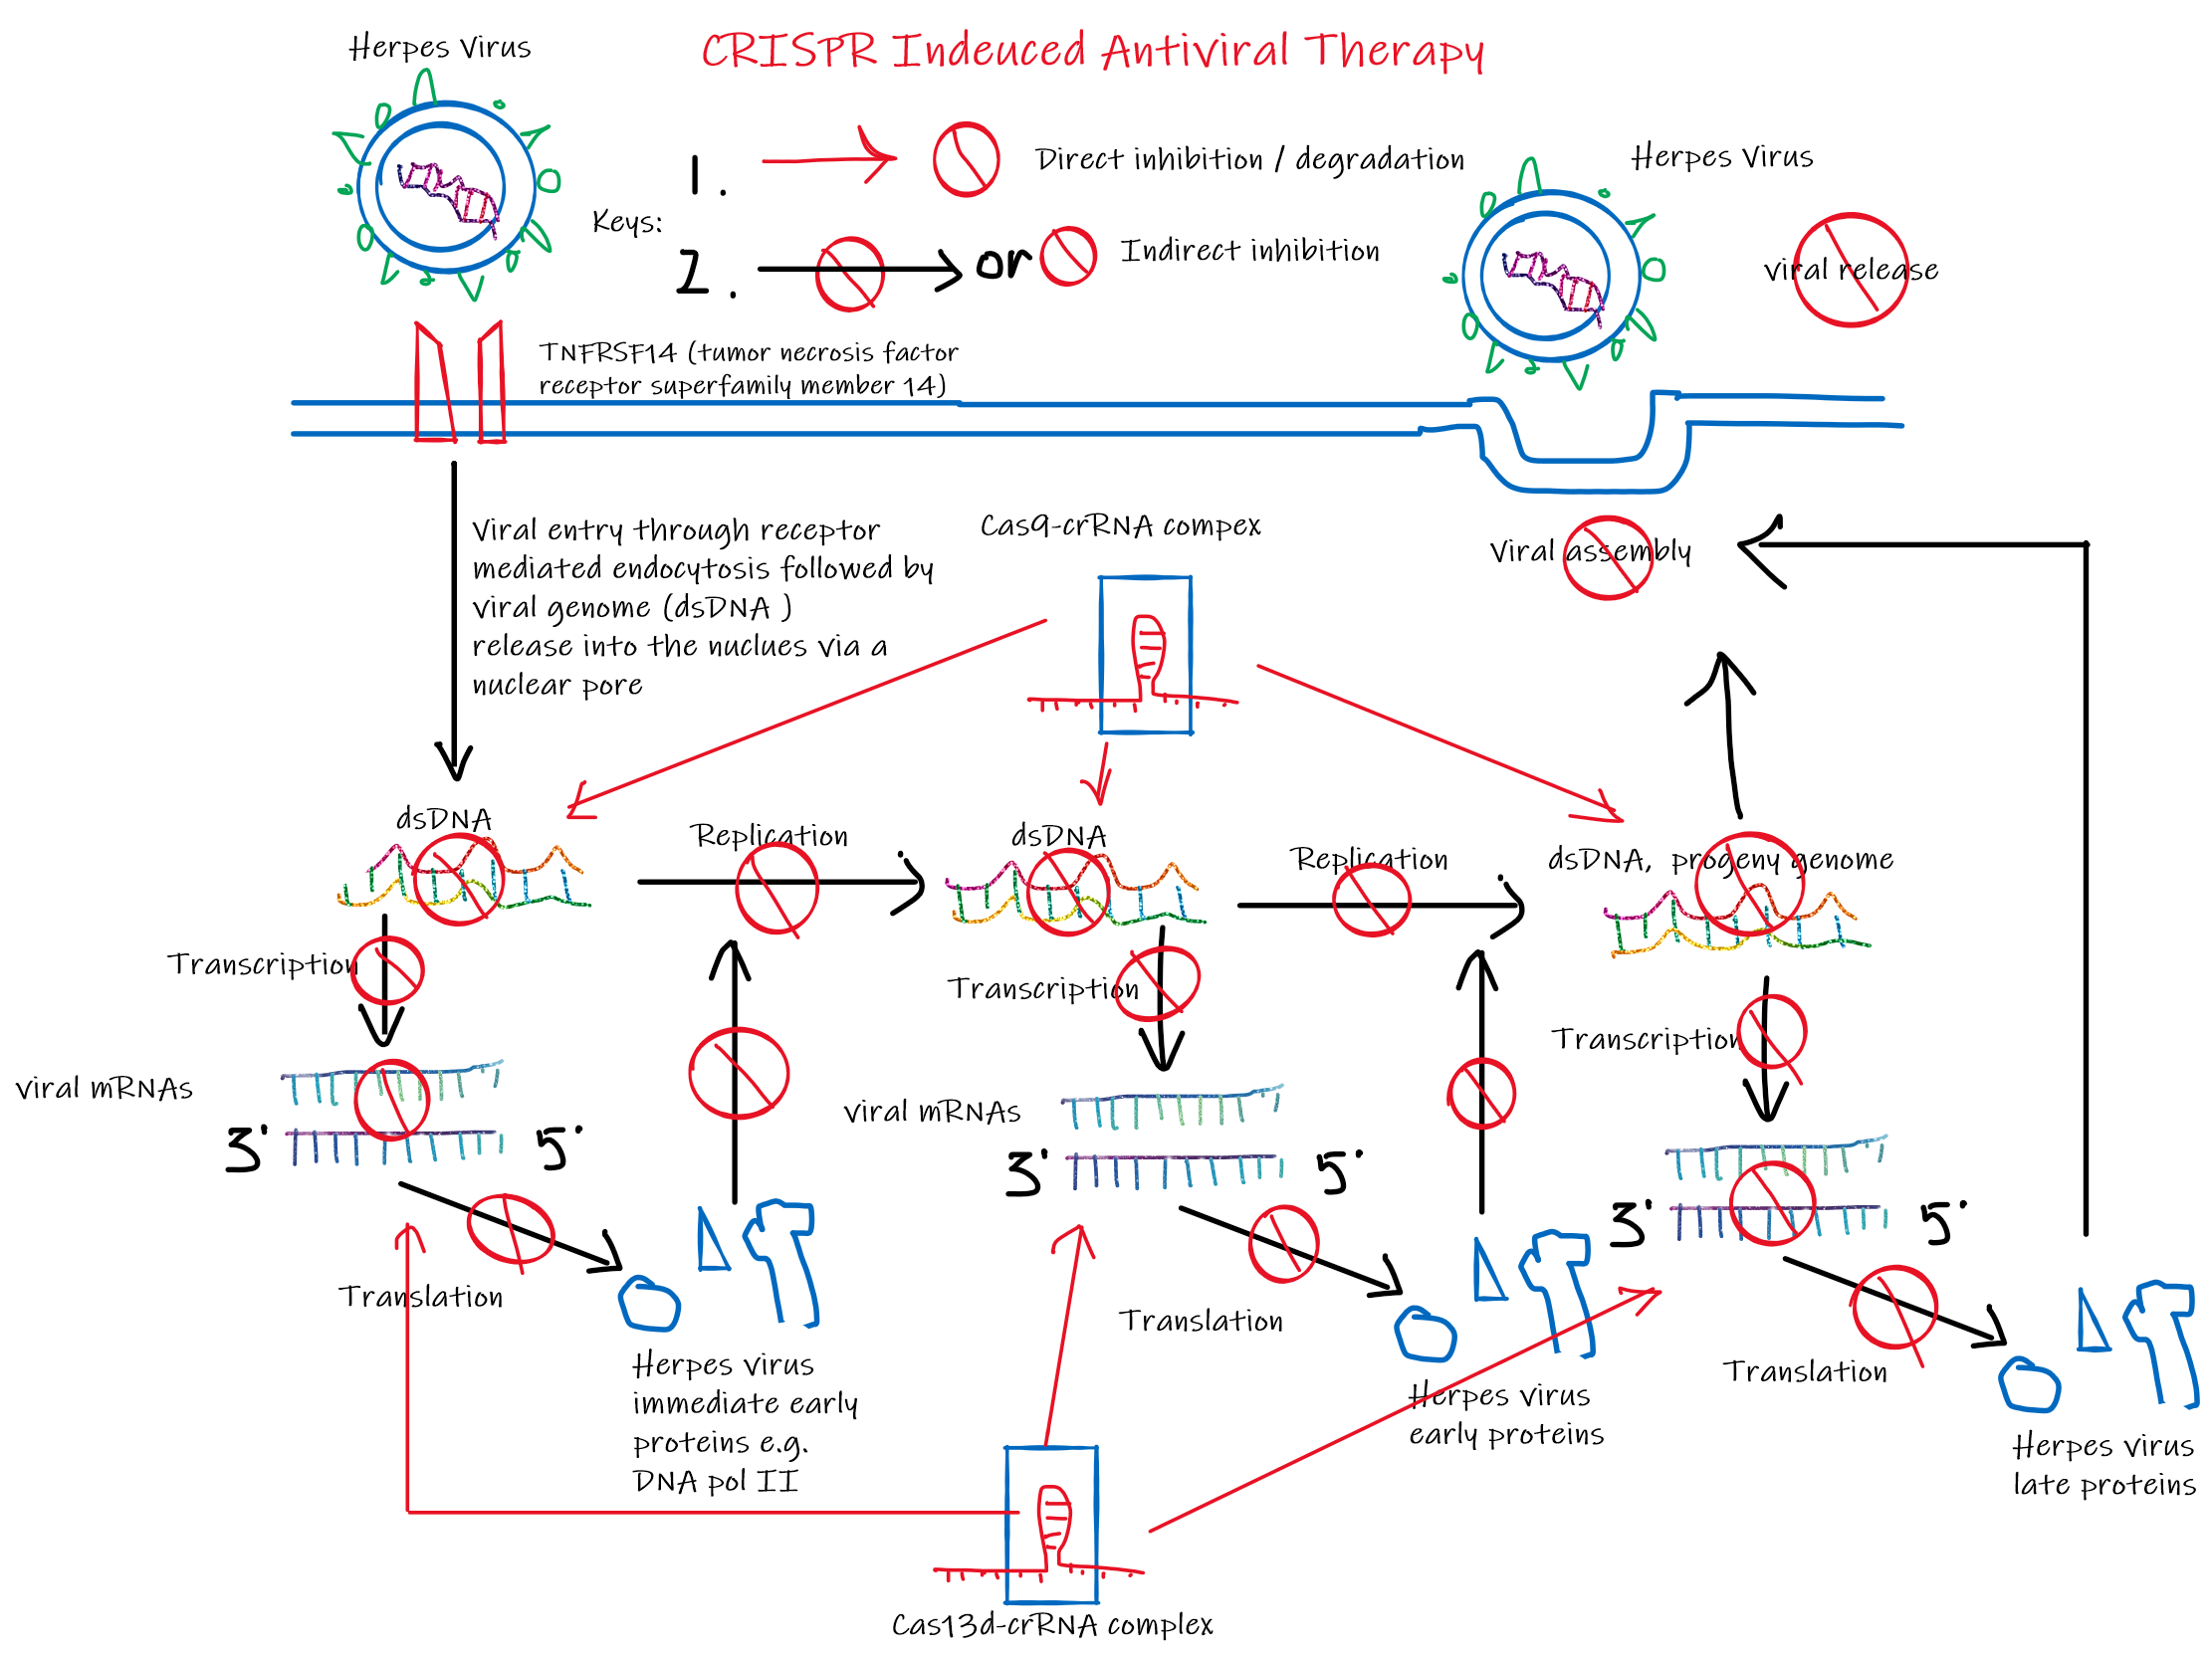 CRISPR Indeuced Antiviral Therapy
Herpes Virus
Keys:
1.
Direct inhibition / degradation
2.
or
Indirect inhibition
Herpes Virus
viral release
TNFRSF14 (tumor necrosis factor
receptor superfamily member 14)
Viral entry through receptor
mediated endocytosis followed by
viral genome (dsDNA )
release into the nuclues via a
nuclear pore
Cas9-crRNA compex
Viral assembly
dsDNA
Replication
dsDNA
Replication
dsDNA, progeny genome
Transcription
Transcription
Transcription
viral mRNAs
3'
5'
viral mRNAs
3'
5'
3'
5'
Translation
Translation
Translation
Herpes virus
immediate early
proteins e.g.
DNA pol II
Herpes virus
early proteins
Herpes virus
late proteins
Cas13d-crRNA complex